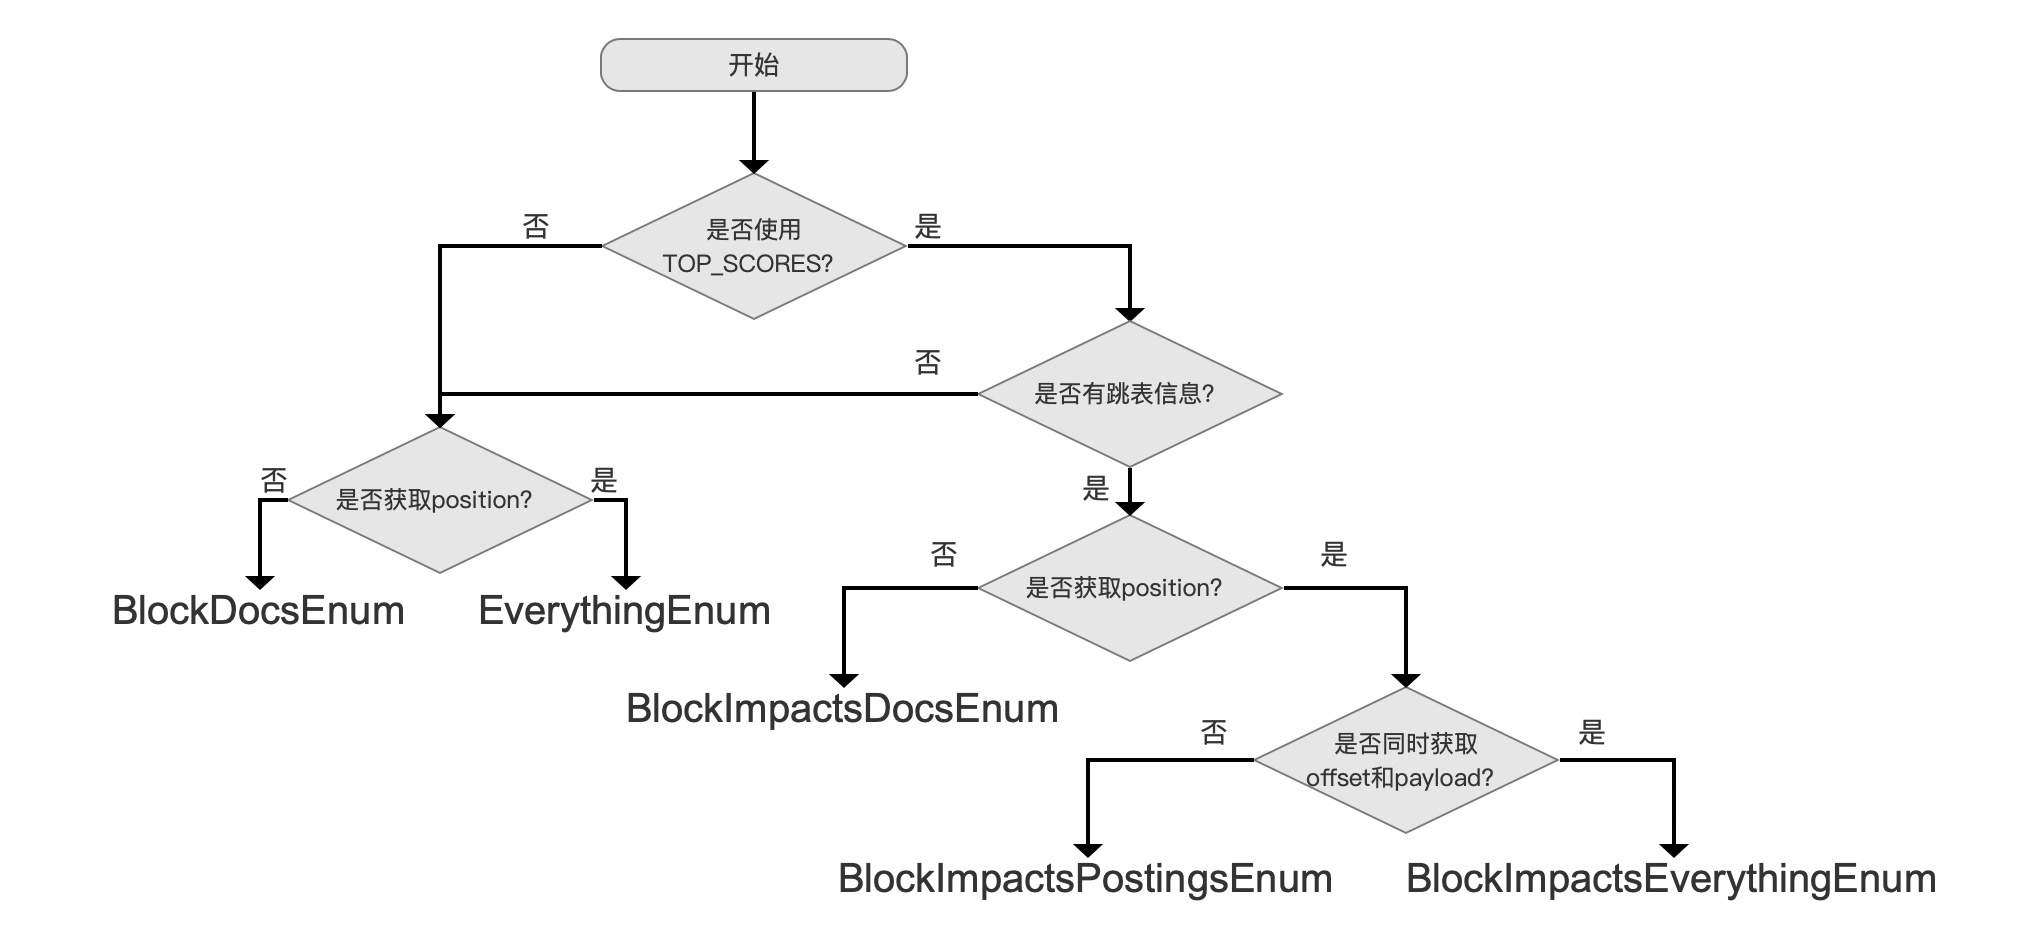 开始
否
是
是否使用
TOP_SCORES?
否
是否有跳表信息?
否
是
是否获取position?
是
否
是
是否获取position?
BlockDocsEnum
EverythingEnum
BlockImpactsDocsEnum
否
是
是否同时获取
offset和payload?
BlockImpactsPostingsEnum
BlockImpactsEverythingEnum